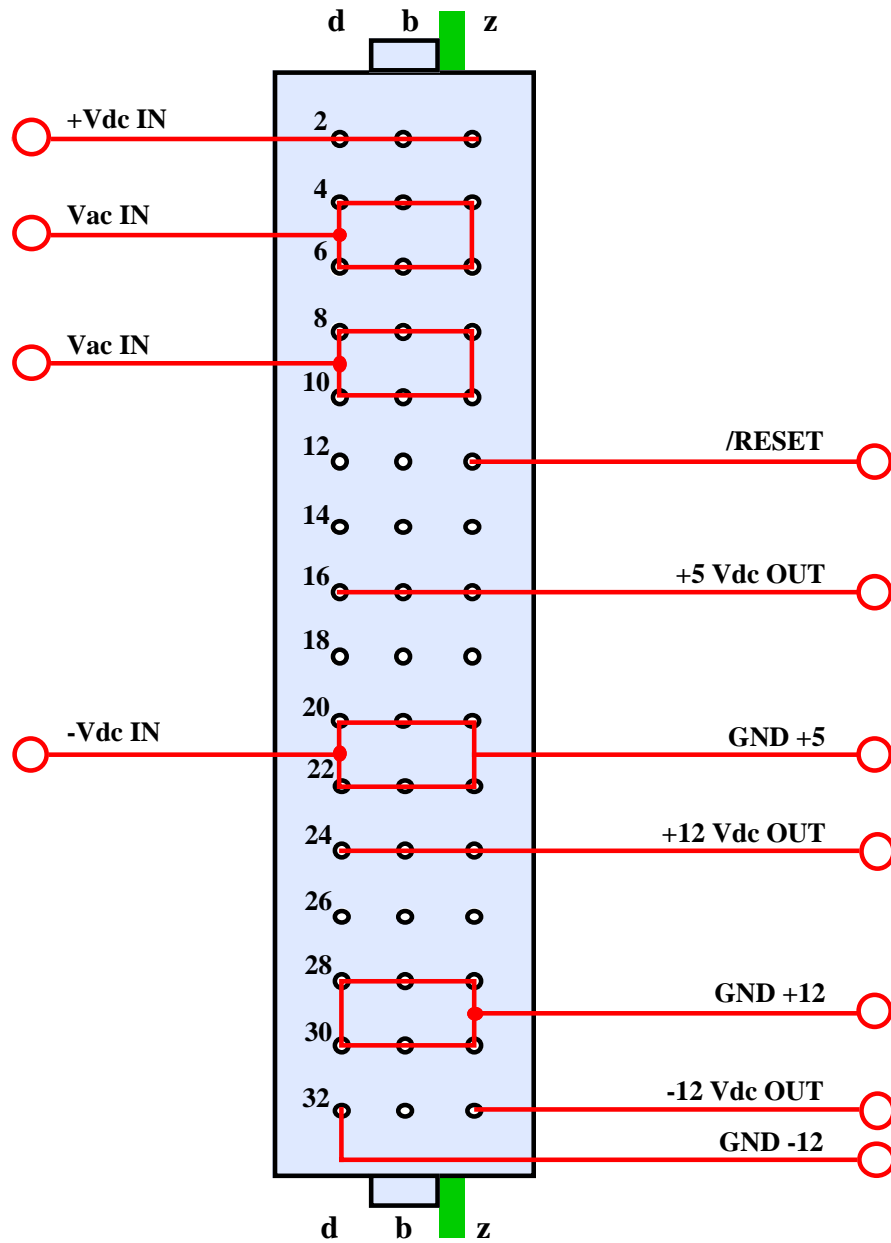 d b z
+Vdc IN 2
4
Vac IN
6
8
Vac IN
10
12 /RESET
14
16 +5 Vdc OUT
18
20
-Vdc IN GND +5
22
24 +12 Vdc OUT
26
28
GND +12
30
32 -12 Vdc OUT
GND -12
d b z